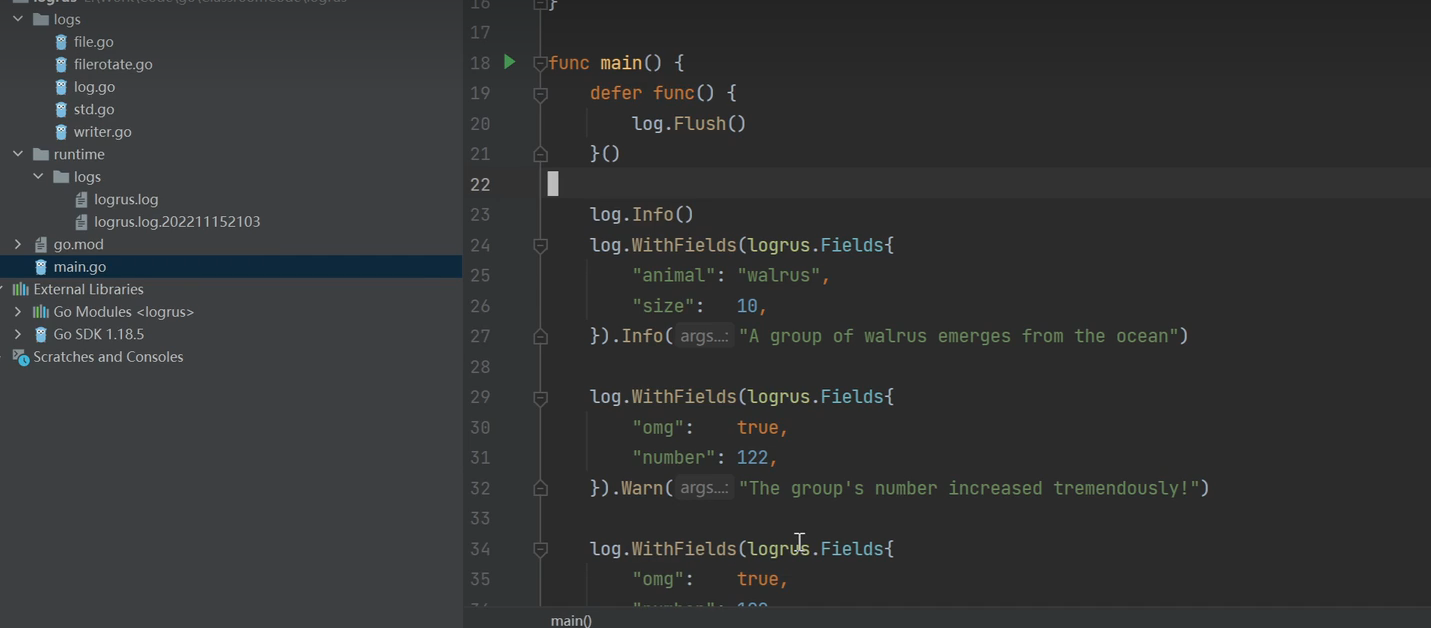 logs
file.go
filerotate.go
log.go
std.go
writer.go
runtime
logs
logrus.log
logrus.log.202211152103
go.mod
main.go
External Libraries
Go Modules <logrus>
Go SDK 1.18.5
Scratches and Consoles
16 }
17
18 func main() {
19 defer func() {
20 log.Flush()
21 }()
22
23 log.Info()
24 log.WithFields(logrus.Fields{
25 "animal": "walrus",
26 "size": 10,
27 }).Info( args...: "A group of walrus emerges from the ocean")
28
29 log.WithFields(logrus.Fields{
30 "omg": true,
31 "number": 122,
32 }).Warn( args...: "The group's number increased tremendously!")
33
34 log.WithFields(logrus.Fields{
35 "omg": true,
main()